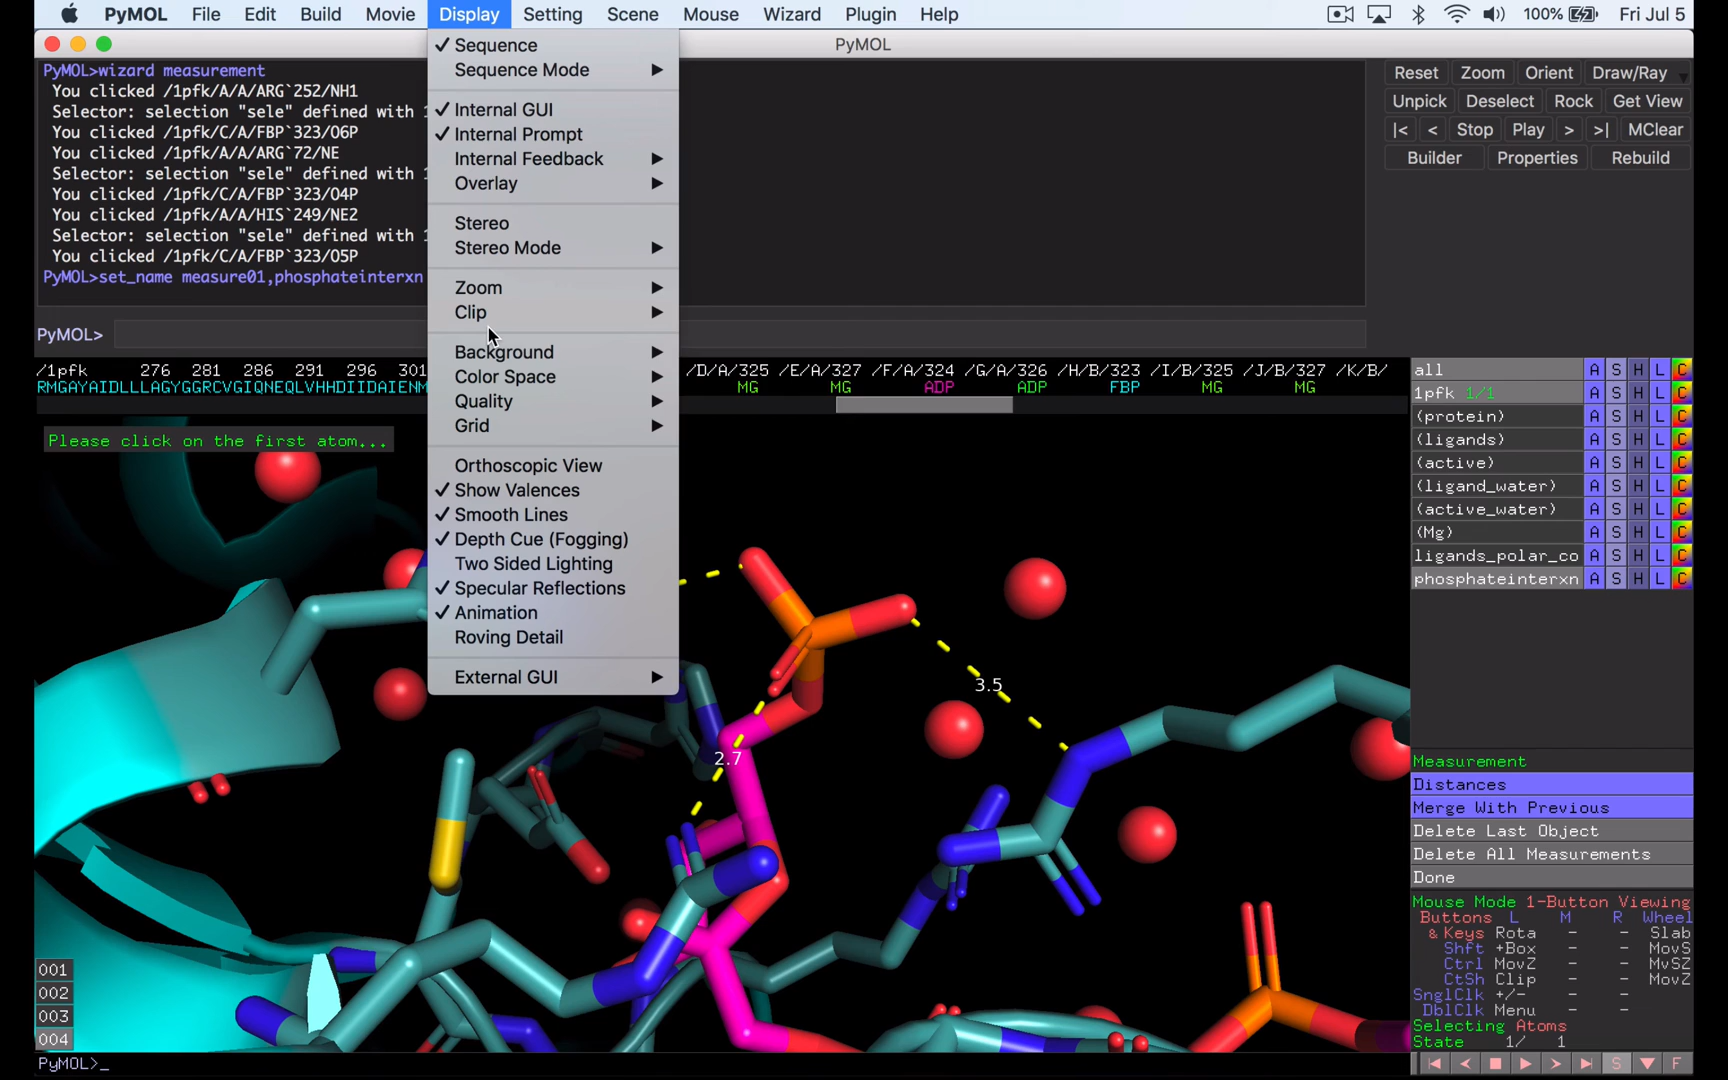 PyMOL File Edit Build Movie Display Setting Scene Mouse Wizard Plugin Help 100% Fri Jul 5
PyMOL
PyMOL>wizard measurement
You clicked /1pfk/A/A/ARG`252/NH1
Selector: selection "sele" defined with 1
You clicked /1pfk/C/A/FBP`323/O6P
You clicked /1pfk/A/A/ARG`72/NE
Selector: selection "sele" defined with 1
You clicked /1pfk/C/A/FBP`323/O4P
You clicked /1pfk/A/A/HIS`249/NE2
Selector: selection "sele" defined with 1
You clicked /1pfk/C/A/FBP`323/O5P
PyMOL>set_name measure01,phosphateinterxn
PyMOL>
Sequence
Sequence Mode
Internal GUI
Internal Prompt
Internal Feedback
Overlay
Stereo
Stereo Mode
Zoom
Clip
Background
Color Space
Quality
Grid
Orthoscopic View
Show Valences
Smooth Lines
Depth Cue (Fogging)
Two Sided Lighting
Specular Reflections
Animation
Roving Detail
External GUI
Reset Zoom Orient Draw/Ray
Unpick Deselect Rock Get View
|< < Stop Play > >| MClear
Builder Properties Rebuild
/1pfk 276 281 286 291 296 301 /D/A/325 /E/A/327 /F/A/324 /G/A/326 /H/B/323 /I/B/325 /J/B/327 /K/B/
RMGAYAIDLLLAGYGGRCVGIQNEQLVHHDIIDAIENM MG MG ADP ADP FBP MG MG
Please click on the first atom...
3.5
2.7
001
002
003
004
PyMOL>_
all A S H L C
1pfk 1/1 A S H L C
(protein) A S H L C
(ligands) A S H L C
(active) A S H L C
(ligand_water) A S H L C
(active_water) A S H L C
(Mg) A S H L C
ligands_polar_co A S H L C
phosphateinterxn A S H L C
Measurement
Distances
Merge With Previous
Delete Last Object
Delete All Measurements
Done
Mouse Mode 1-Button Viewing
Buttons L M R Wheel
& Keys Rota - - Slab
Shft +Box - - MovS
Ctrl MovZ - - MvSZ
CtSh Clip - - MovZ
SnglClk +/- - -
DblClk Menu - -
Selecting Atoms
State 1/ 1
S F